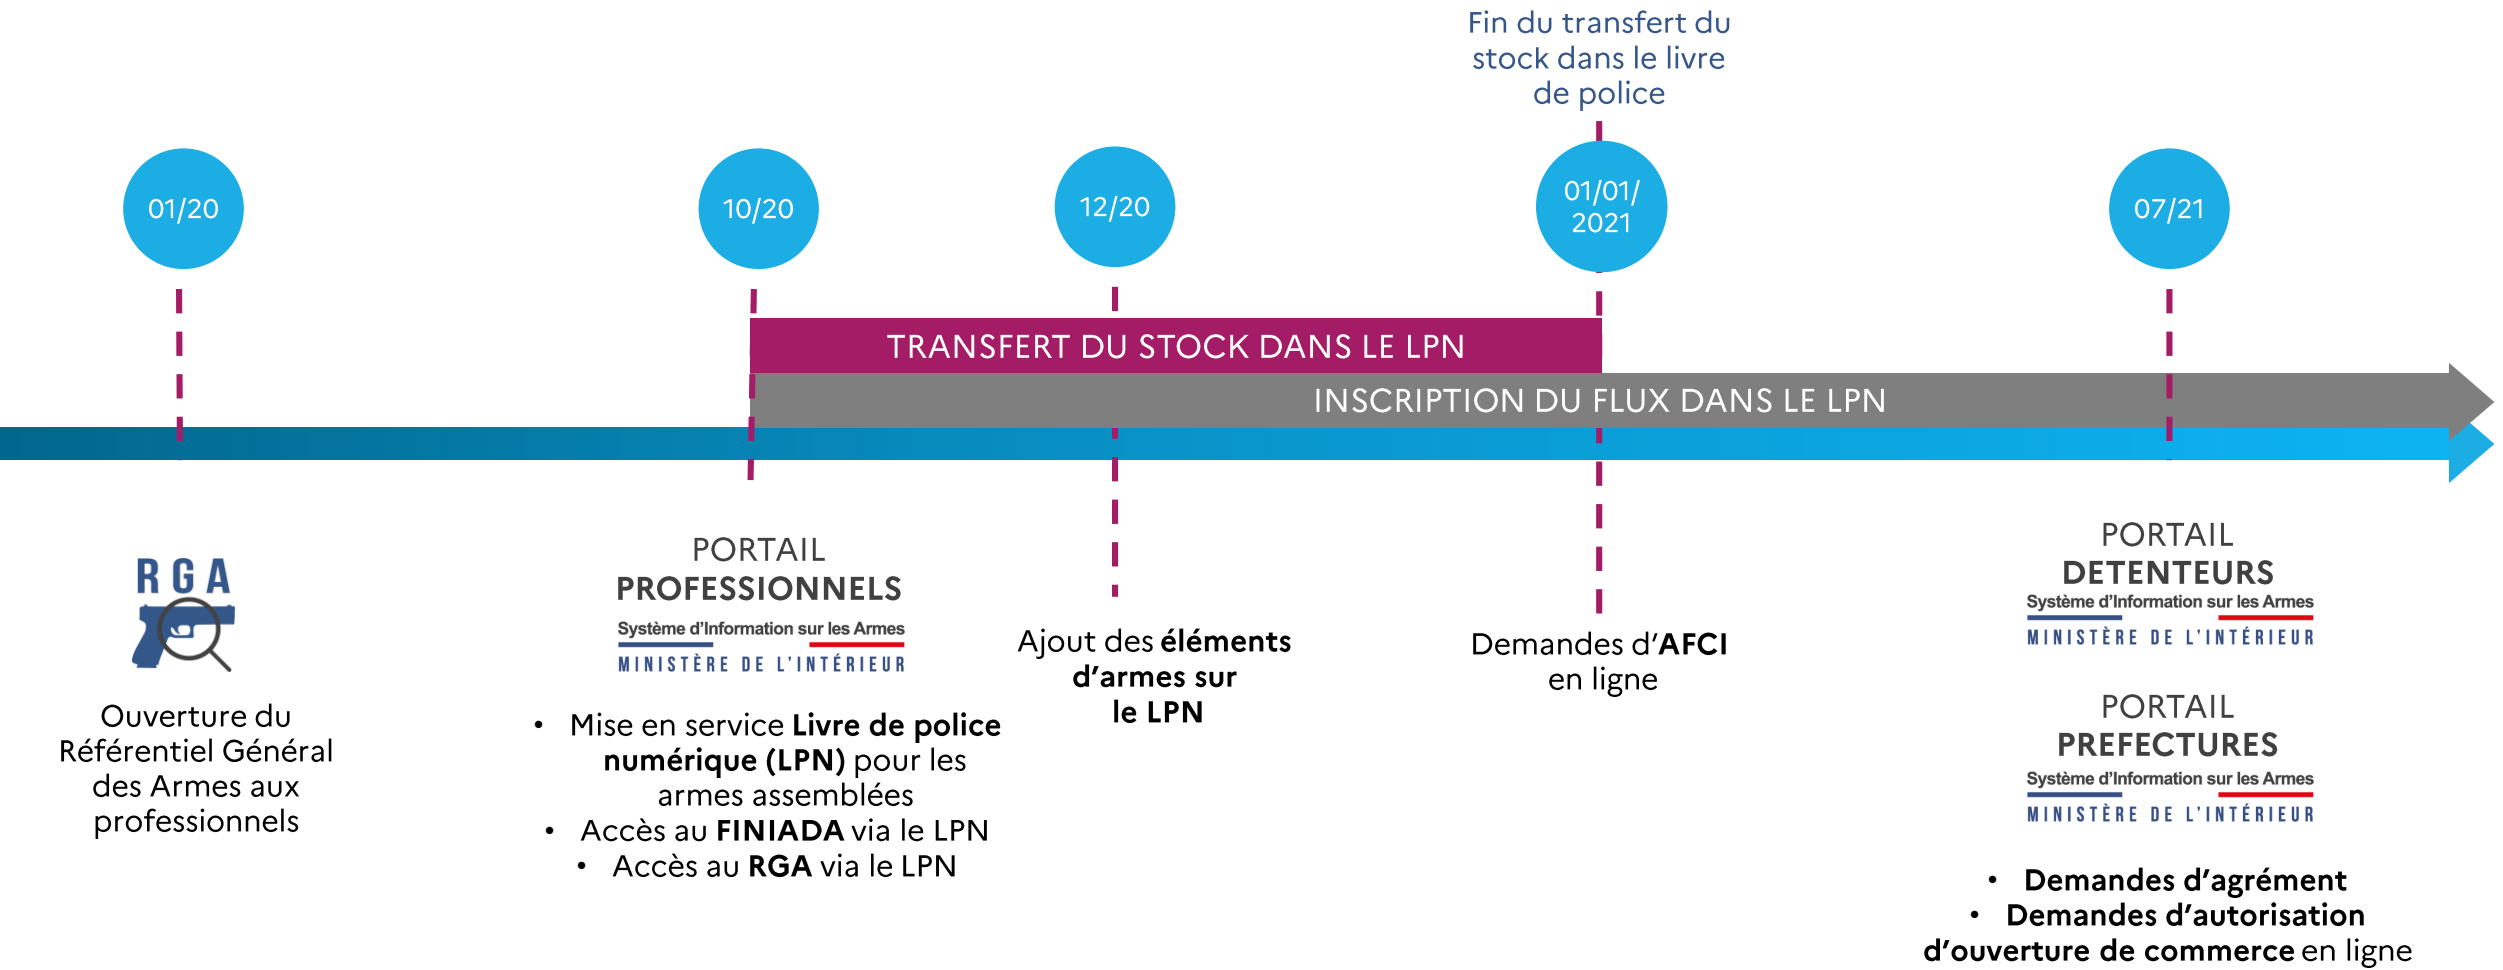 Fin du transfert du
stock dans le livre
de police
01/20
10/20
12/20
01/01/
2021
07/21
TRANSFERT DU STOCK DANS LE LPN
INSCRIPTION DU FLUX DANS LE LPN
RGA
Ouverture du
Référentiel Général
des Armes aux
professionnels
PORTAIL
PROFESSIONNELS
Système d'Information sur les Armes
MINISTÈRE DE L'INTÉRIEUR
• Mise en service Livre de police
numérique (LPN) pour les
armes assemblées
• Accès au FINIADA via le LPN
• Accès au RGA via le LPN
Ajout des éléments
d'armes sur
le LPN
Demandes d'AFCI
en ligne
PORTAIL
DETENTEURS
Système d'Information sur les Armes
MINISTÈRE DE L'INTÉRIEUR
PORTAIL
PREFECTURES
Système d'Information sur les Armes
MINISTÈRE DE L'INTÉRIEUR
• Demandes d'agrément
• Demandes d'autorisation
d'ouverture de commerce en ligne